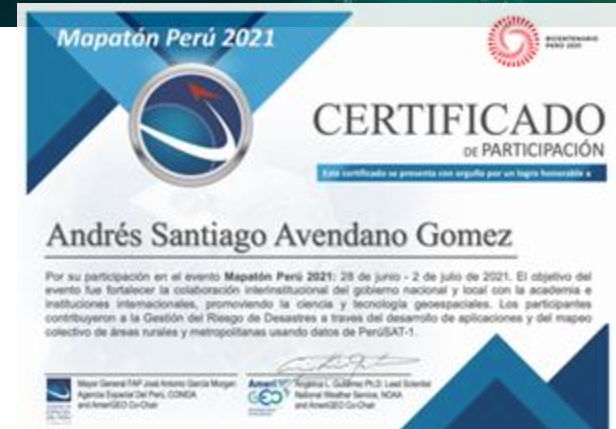 Mapatón Perú 2021
BICENTENARIO
PERÚ 2021
CERTIFICADO
DE PARTICIPACIÓN
Este certificado se presenta con orgullo por un logro honorable a
Andrés Santiago Avendano Gomez
Por su participación en el evento Mapatón Perú 2021: 28 de junio - 2 de julio de 2021. El objetivo del
evento fue fortalecer la colaboración interinstitucional del gobierno nacional y local con la academia e
instituciones internacionales, promoviendo la ciencia y tecnología geoespaciales. Los participantes
contribuyeron a la Gestión del Riesgo de Desastres a traves del desarrollo de aplicaciones y del mapeo
colectivo de áreas rurales y metropolitanas usando datos de PerúSAT-1.
Mayor General FAP José Antonio García Morgan
Agencia Espacial Del Perú, CONIDA
and AmeriGEO Co-Chair
AmeriGEO
Angelica L. Gutierrez Ph.D. Lead Scientist
National Weather Service, NOAA
and AmeriGEO Co-Chair